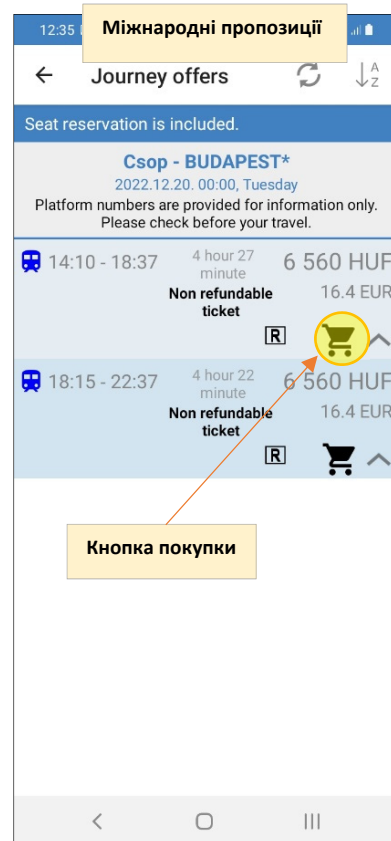 12:35
Міжнародні пропозиції
Journey offers
A
Z
Seat reservation is included.
Csop - BUDAPEST*
2022.12.20. 00:00, Tuesday
Platform numbers are provided for information only.
Please check before your travel.
14:10 - 18:37 4 hour 27 6 560 HUF
minute
Non refundable 16.4 EUR
ticket
R
18:15 - 22:37 4 hour 22 6 560 HUF
minute
Non refundable 16.4 EUR
ticket
R
Кнопка покупки